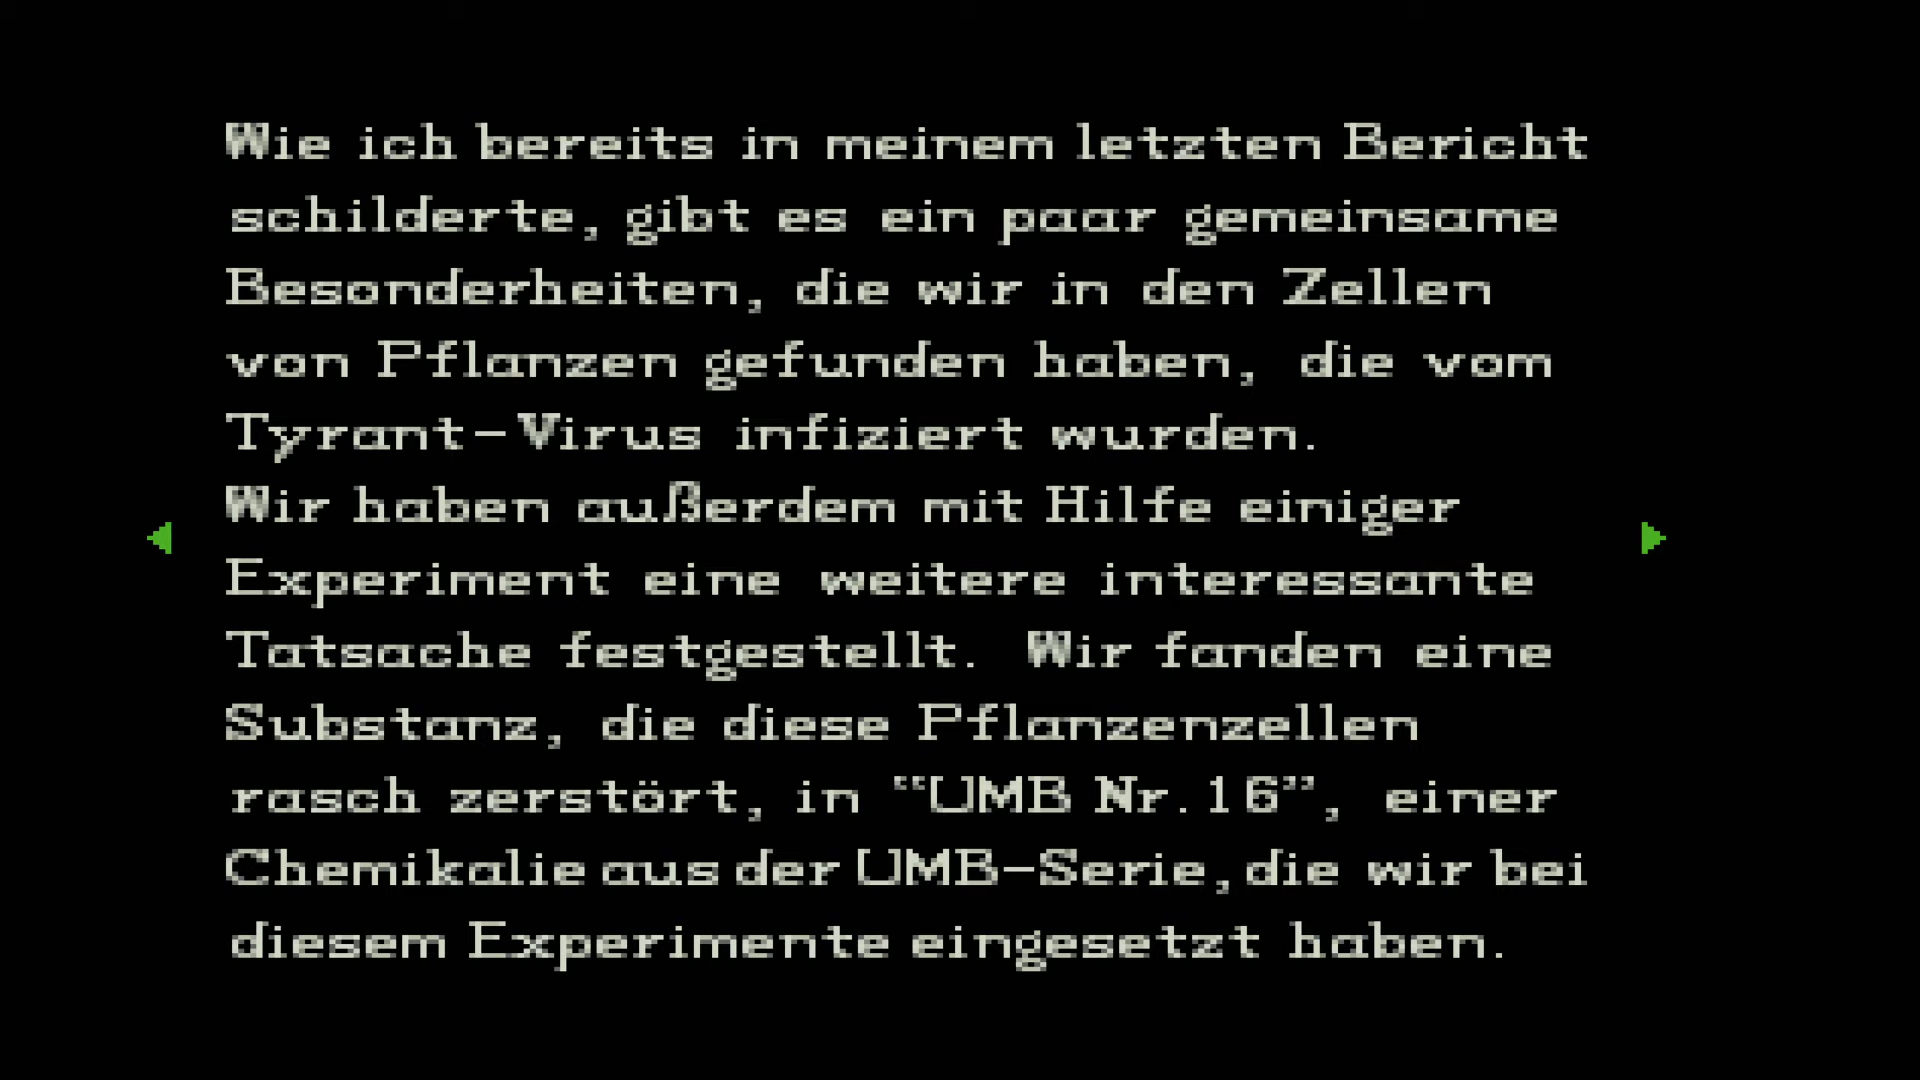 Wie ich bereits in meinem letzten Bericht
schilderte, gibt es ein paar gemeinsame
Besonderheiten, die wir in den Zellen
von Pflanzen gefunden haben, die vom
Tyrant-Virus infiziert wurden.
Wir haben außerdem mit Hilfe einiger
Experiment eine weitere interessante
Tatsache festgestellt. Wir fanden eine
Substanz, die diese Pflanzenzellen
rasch zerstört, in “UMB Nr.16”, einer
Chemikalie aus der UMB-Serie, die wir bei
diesem Experimente eingesetzt haben.